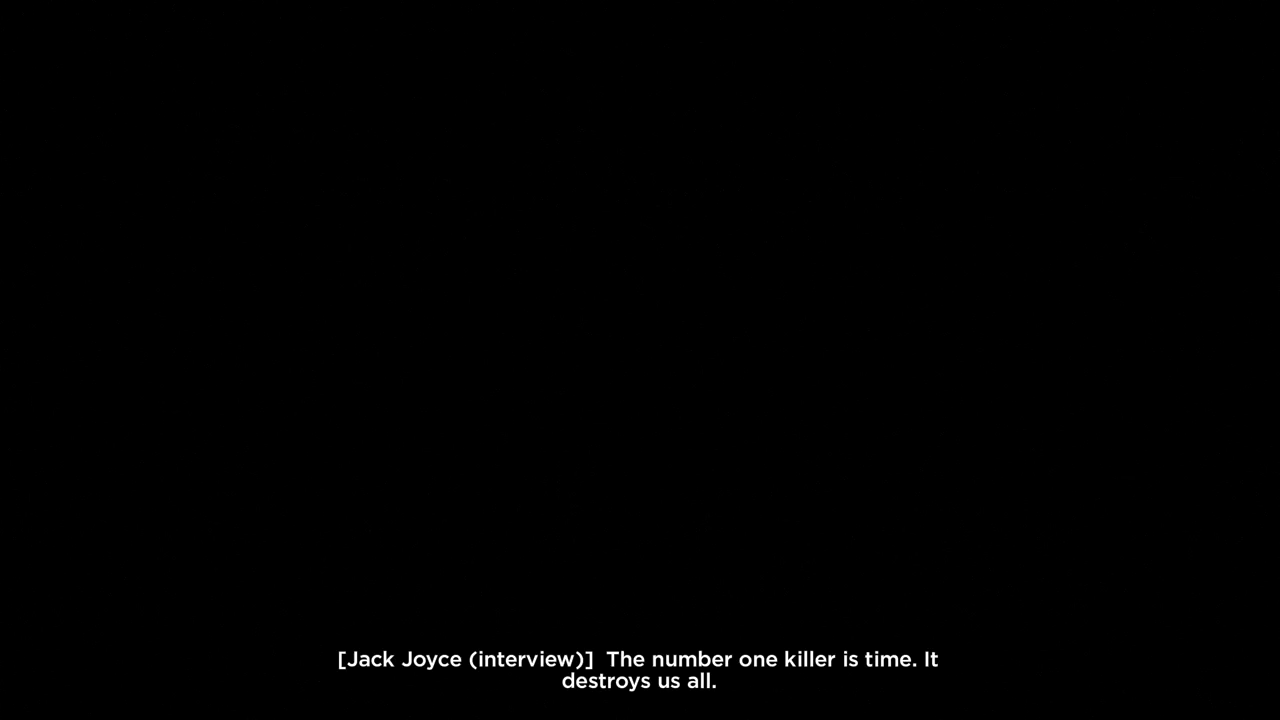 [Jack Joyce (interview)]  The number one killer is time. It
destroys us all.